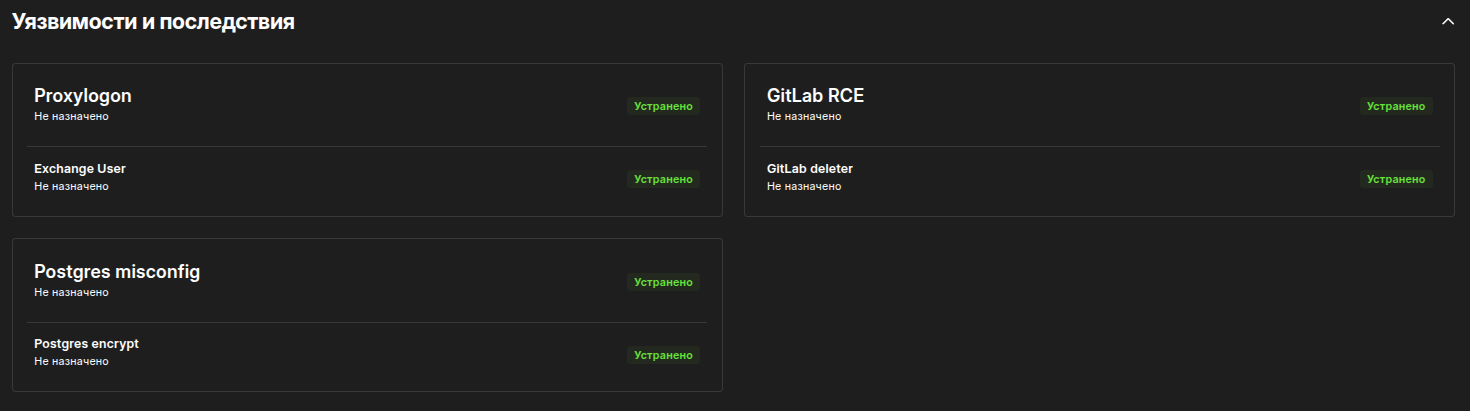 Уязвимости и последствия
Proxylogon
Не назначено
Устранено
Exchange User
Не назначено
Устранено
GitLab RCE
Не назначено
Устранено
GitLab deleter
Не назначено
Устранено
Postgres misconfig
Не назначено
Устранено
Postgres encrypt
Не назначено
Устранено